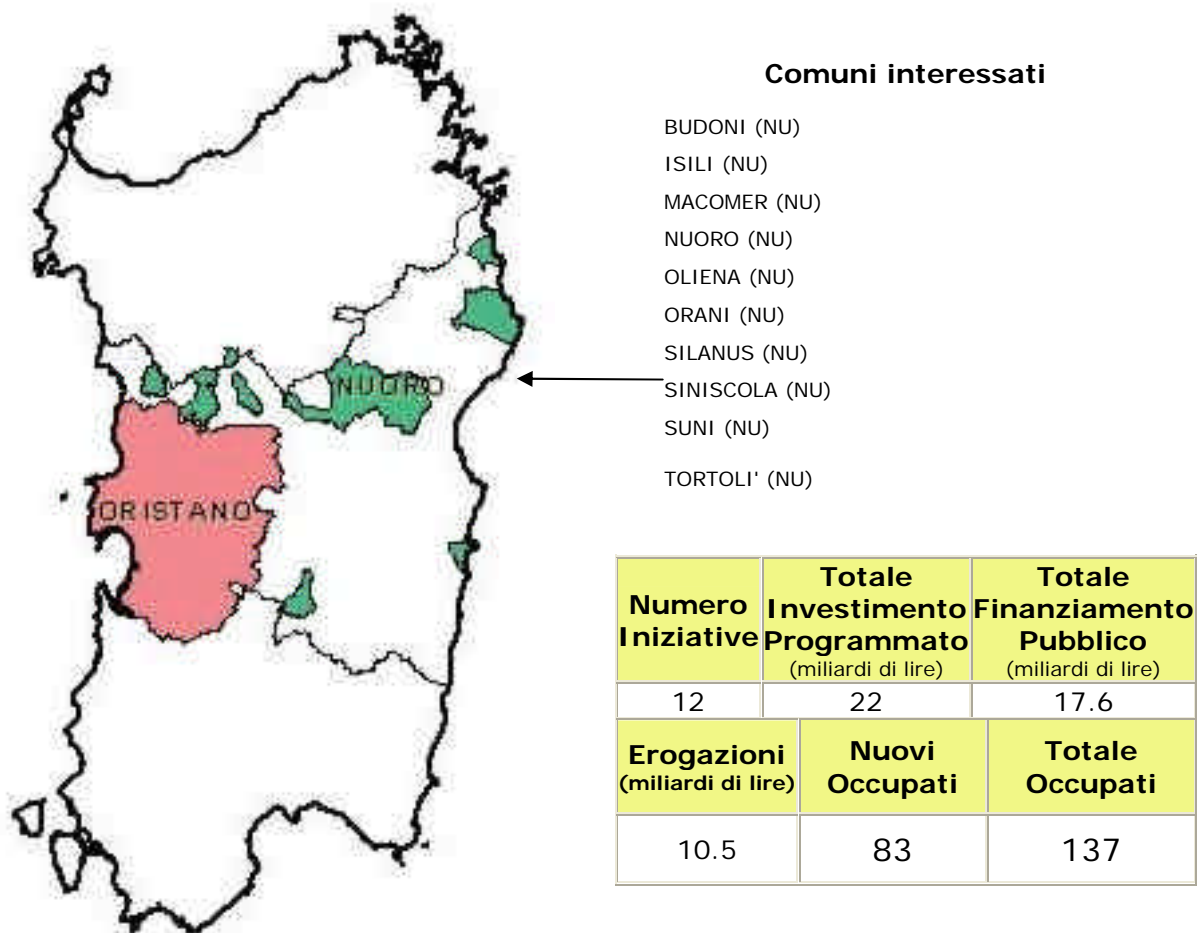 Comuni interessati
BUDONI (NU)
ISILI (NU)
MACOMER (NU)
NUORO (NU)
OLIENA (NU)
ORANI (NU)
SILANUS (NU)
SINISCOLA (NU)
SUNI (NU)
TORTOLI' (NU)
NUORO
ORISTANO
Numero
Iniziative
Totale
Investimento
Programmato
(miliardi di lire)
Totale
Finanziamento
Pubblico
(miliardi di lire)
12
22
17.6
Erogazioni
(miliardi di lire)
Nuovi
Occupati
Totale
Occupati
10.5
83
137